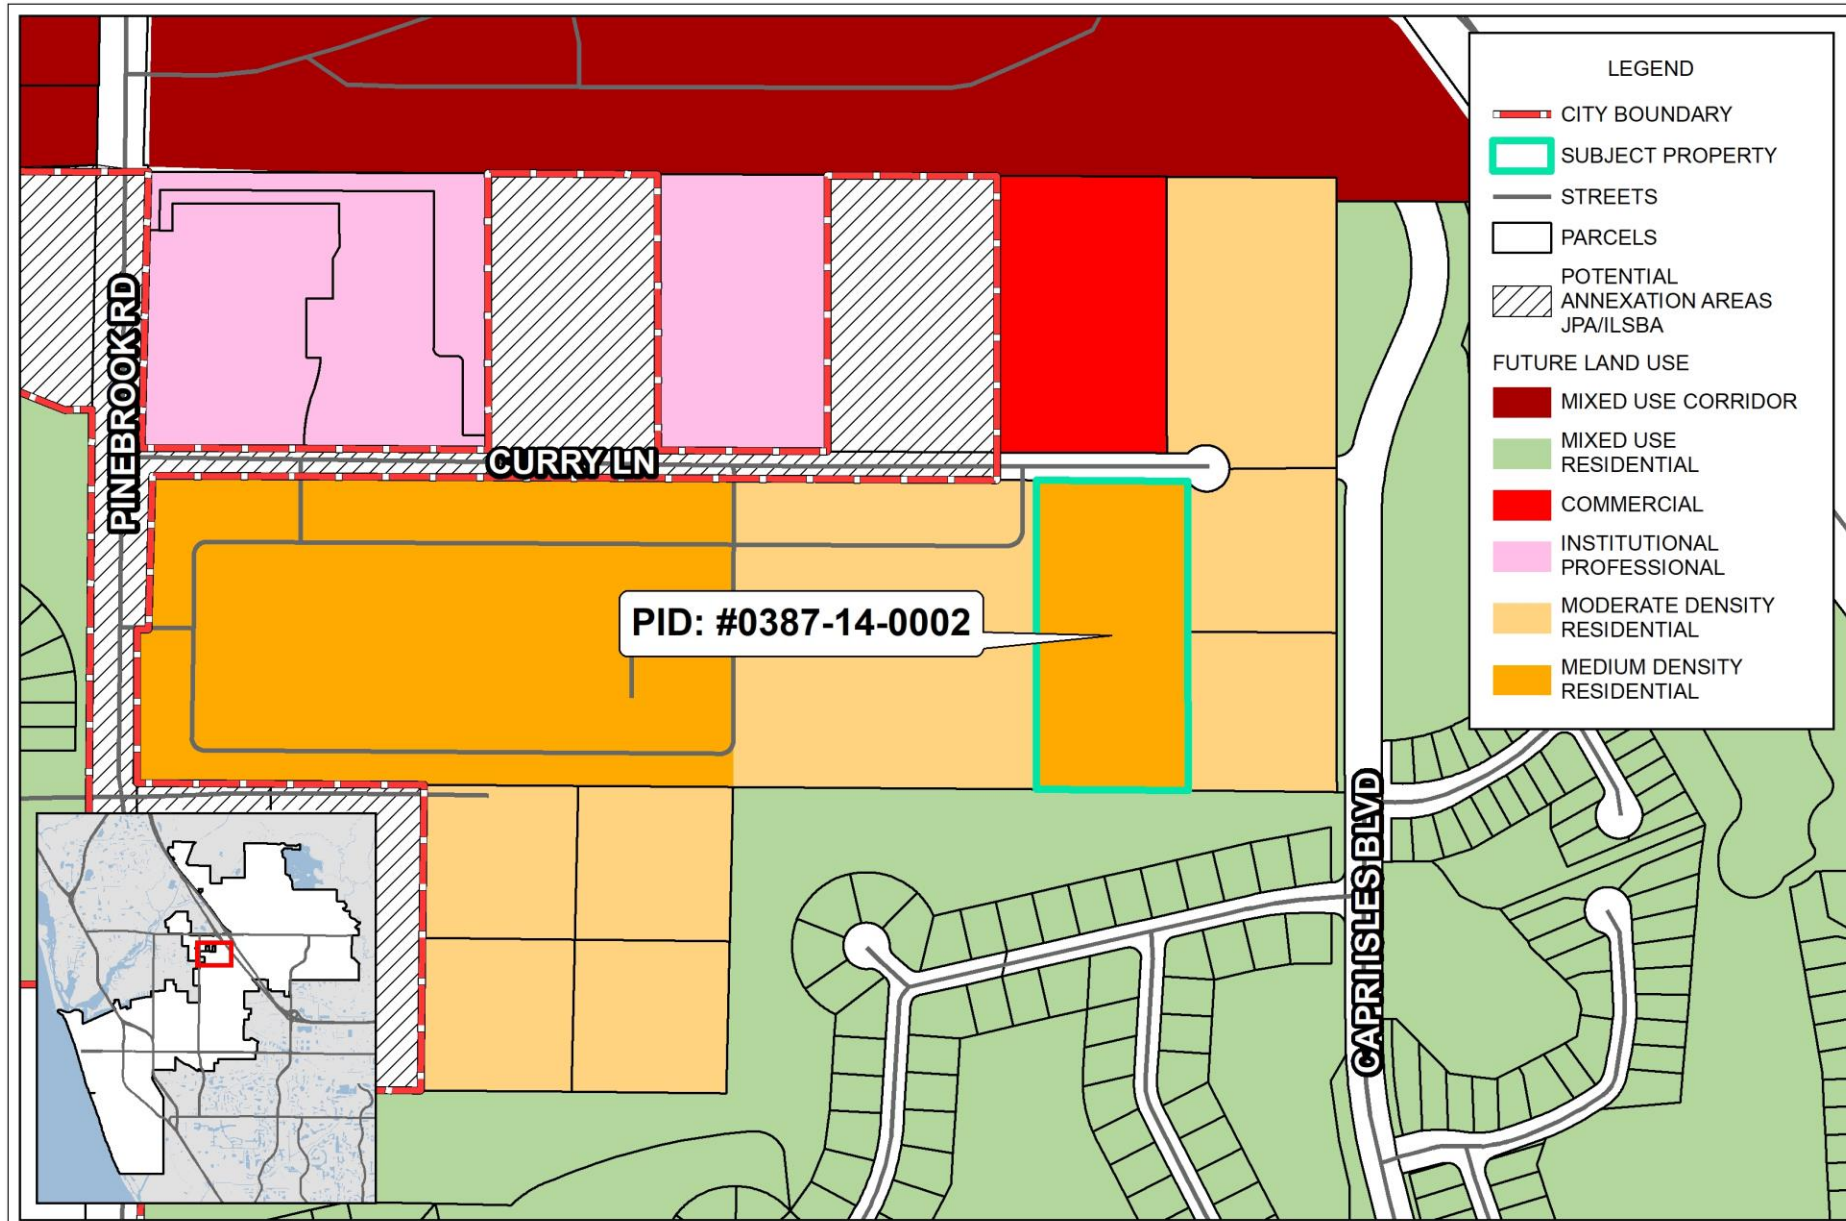 LEGEND
CITY BOUNDARY
SUBJECT PROPERTY
STREETS
PARCELS
POTENTIAL
ANNEXATION AREAS
JPA/ILSBA
FUTURE LAND USE
MIXED USE CORRIDOR
MIXED USE
RESIDENTIAL
COMMERCIAL
INSTITUTIONAL
PROFESSIONAL
MODERATE DENSITY
RESIDENTIAL
MEDIUM DENSITY
RESIDENTIAL
PINEBROOK RD
CURRY LN
PID: #0387-14-0002
CAPRI ISLES BLVD